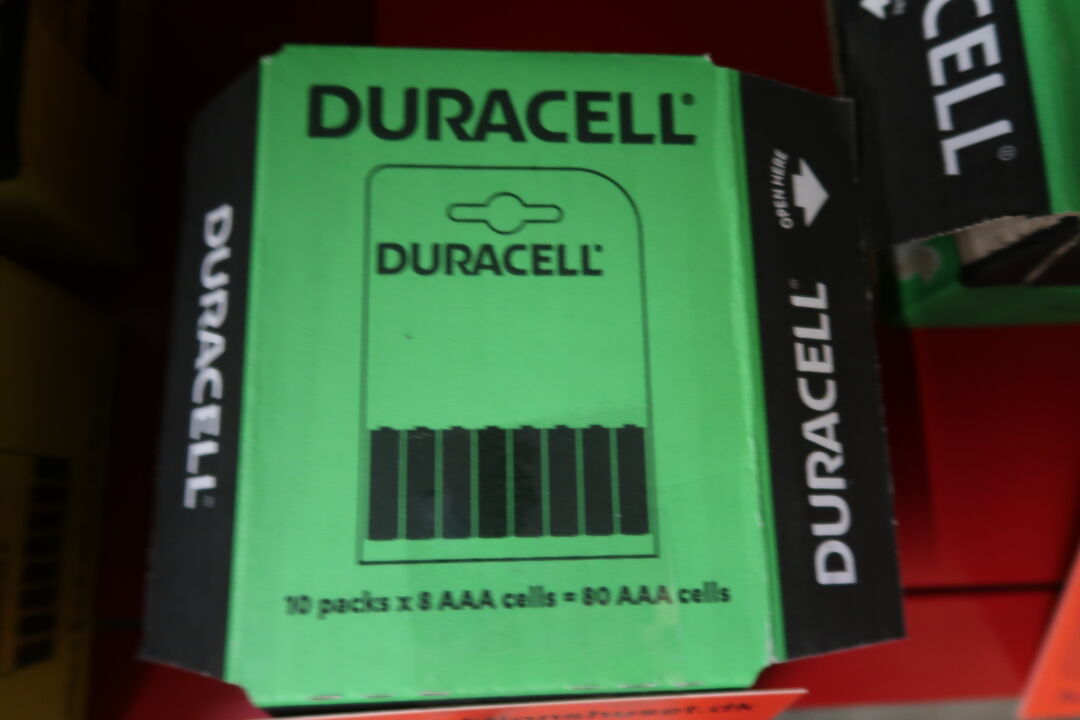 DURACELL
DURACELL
10 packs x 8 AAA cells = 80 AAA cells
DURACELL
OPEN HERE
DURACELL
CELL